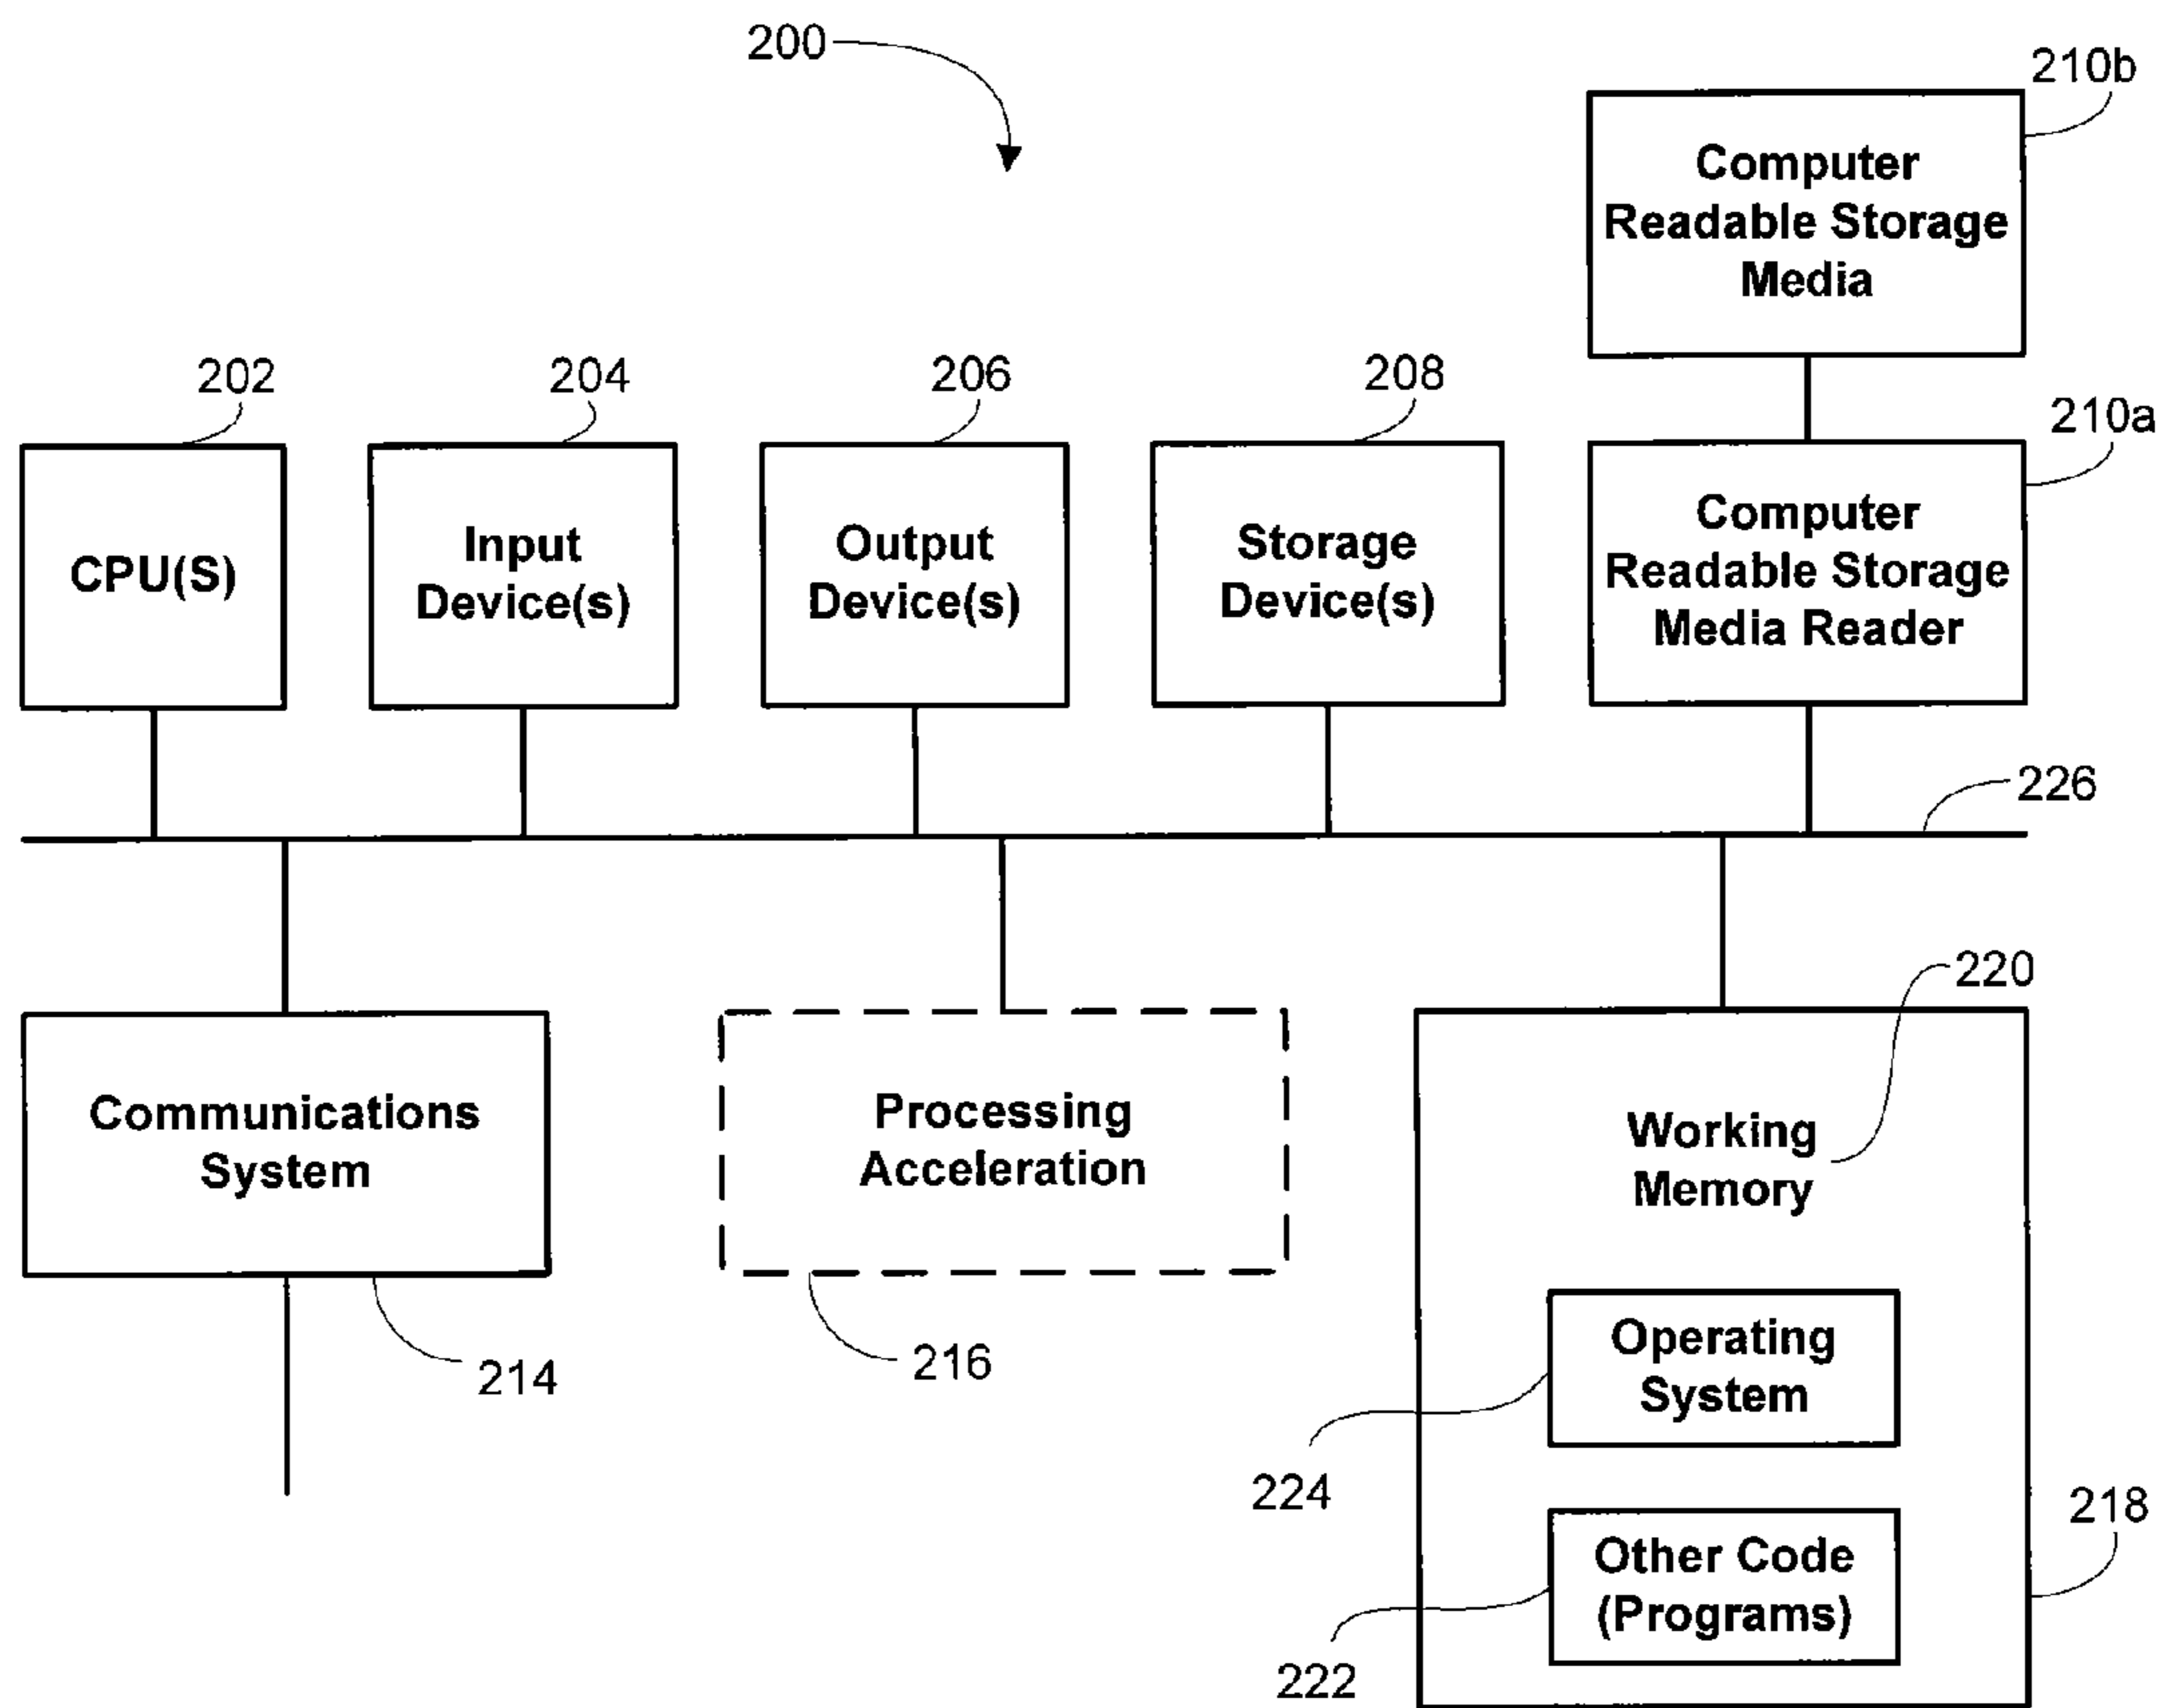 200
210b
Computer
Readable Storage
Media
202
204
206
208
210a
CPU(S)
Input
Device(s)
Output
Device(s)
Storage
Device(s)
Computer
Readable Storage
Media Reader
226
220
Communications
System
Processing
Acceleration
Working
Memory
214
216
Operating
System
224
218
Other Code
(Programs)
222